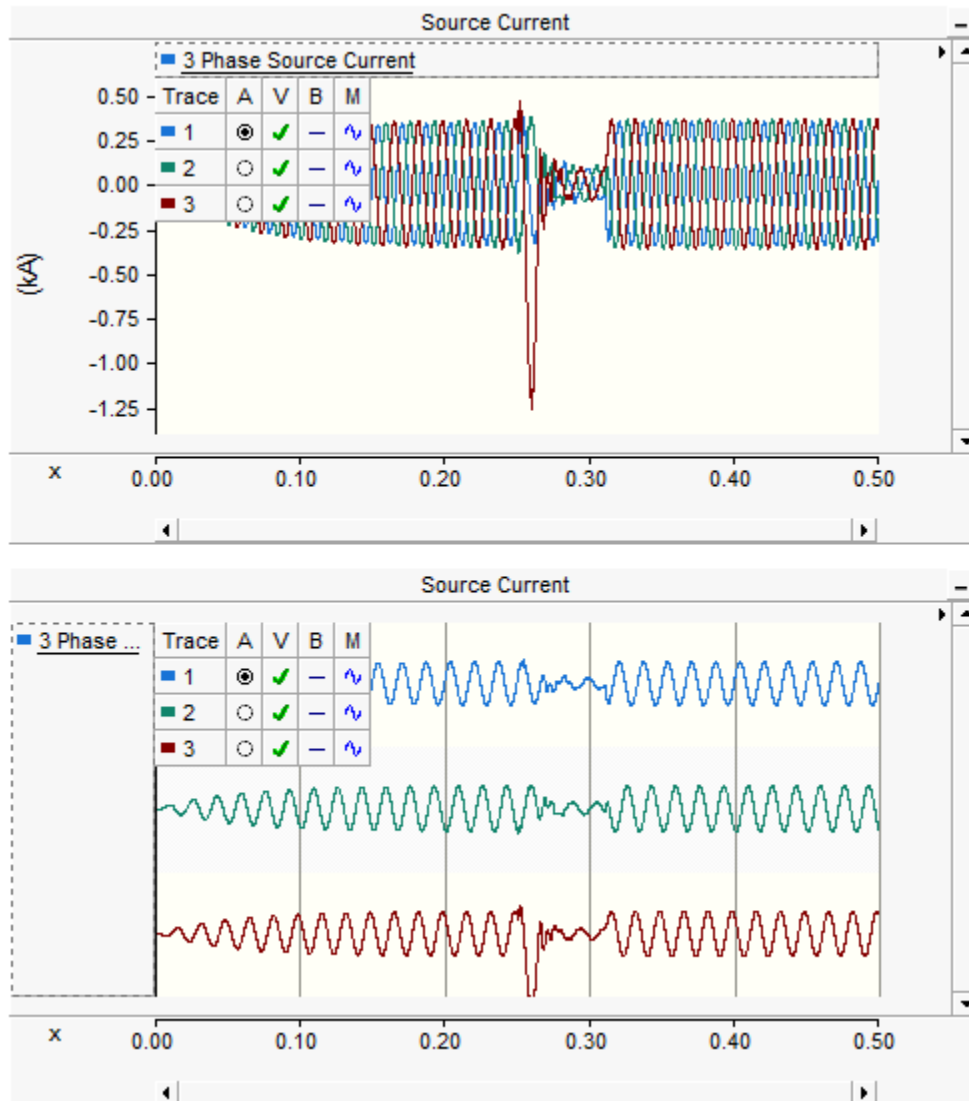 Source Current
3 Phase Source Current
Trace A V B M
1
2
3
0.50
0.25
0.00
-0.25
-0.50
-0.75
-1.00
-1.25
(kA)
x 0.00 0.10 0.20 0.30 0.40 0.50
Source Current
3 Phase ...
Trace A V B M
1
2
3
x 0.00 0.10 0.20 0.30 0.40 0.50